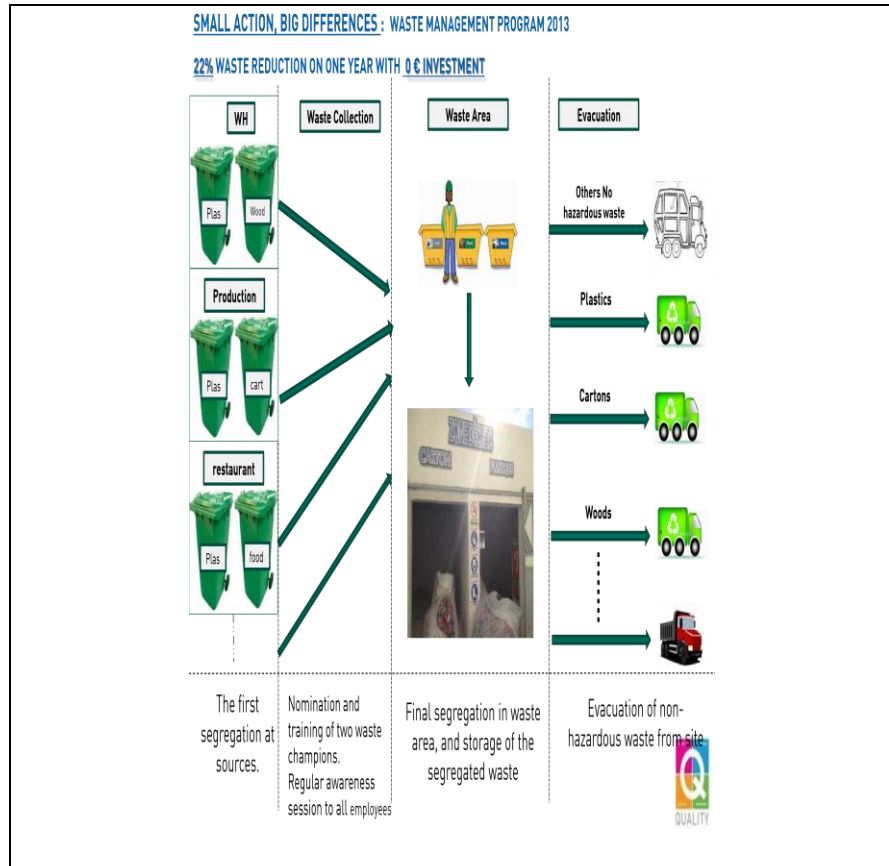 SMALL ACTION, BIG DIFFERENCES : WASTE MANAGEMENT PROGRAM 2013
22% WASTE REDUCTION ON ONE YEAR WITH 0 € INVESTMENT
WH
Waste Collection
Waste Area
Evacuation
Plas
Wood
Others No
hazardous waste
Production
Plas
cart
Plastics
Cartons
restaurant
Plas
food
CARTON
Woods
The first
segregation at
sources.
Nomination and
training of two waste
champions.
Regular awareness
session to all employees
Final segregation in waste
area, and storage of the
segregated waste
Evacuation of non-
hazardous waste from site
QUALITY